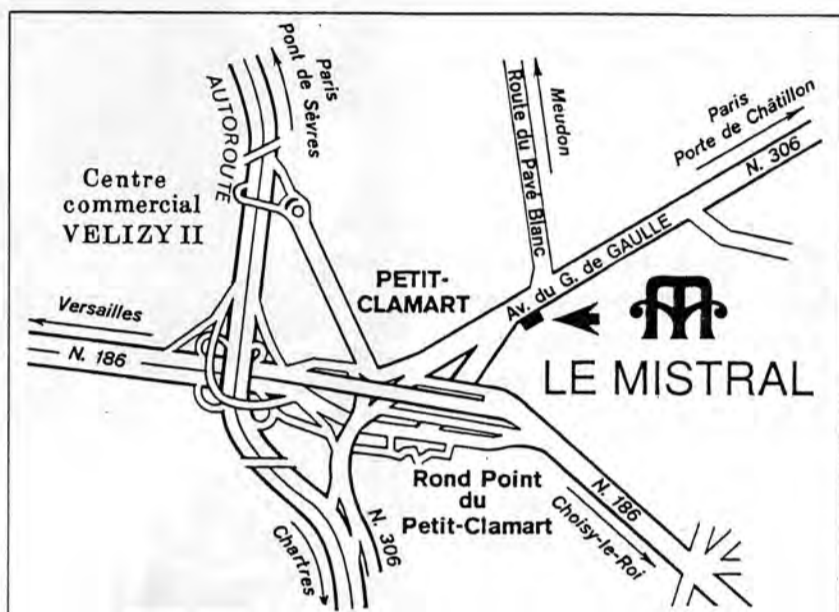 AUTOROUTE
Paris
Pont de Sèvres
Route du Pavé Blanc
Meudon
Paris
Porte de Châtillon
N. 306
Centre
commercial
VELIZY II
PETIT-
CLAMART
Av. du G. de GAULLE
Versailles
N. 186
LE MISTRAL
Rond Point
du
Petit-Clamart
N. 186
Choisy-le-Roi
N. 306
Chartres